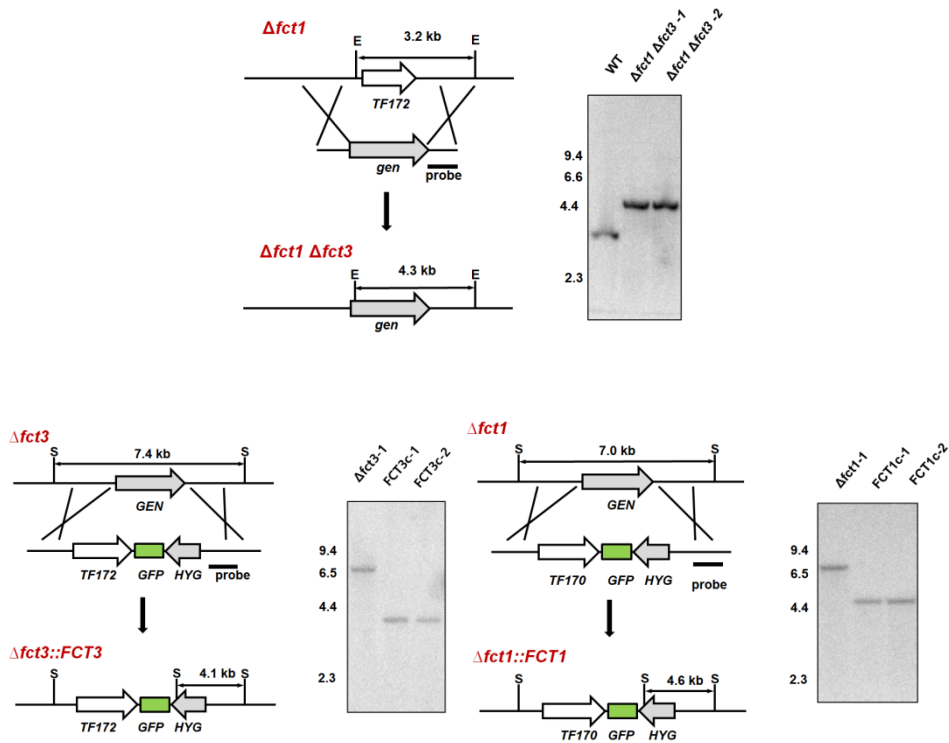 Δfct1
E 3.2 kb E
TF172
gen
probe
Δfct1 Δfct3
E 4.3 kb E
gen
WT
Δfct1 Δfct3 -1
Δfct1 Δfct3 -2
9.4
6.6
4.4
2.3
Δfct3
S 7.4 kb S
GEN
TF172 GFP HYG probe
Δfct3::FCT3
S S 4.1 kb S
TF172 GFP HYG
Δfct3-1
FCT3c-1
FCT3c-2
9.4
6.5
4.4
2.3
Δfct1
S 7.0 kb S
GEN
TF170 GFP HYG probe
Δfct1::FCT1
S S 4.6 kb S
TF170 GFP HYG
Δfct1-1
FCT1c-1
FCT1c-2
9.4
6.5
4.4
2.3